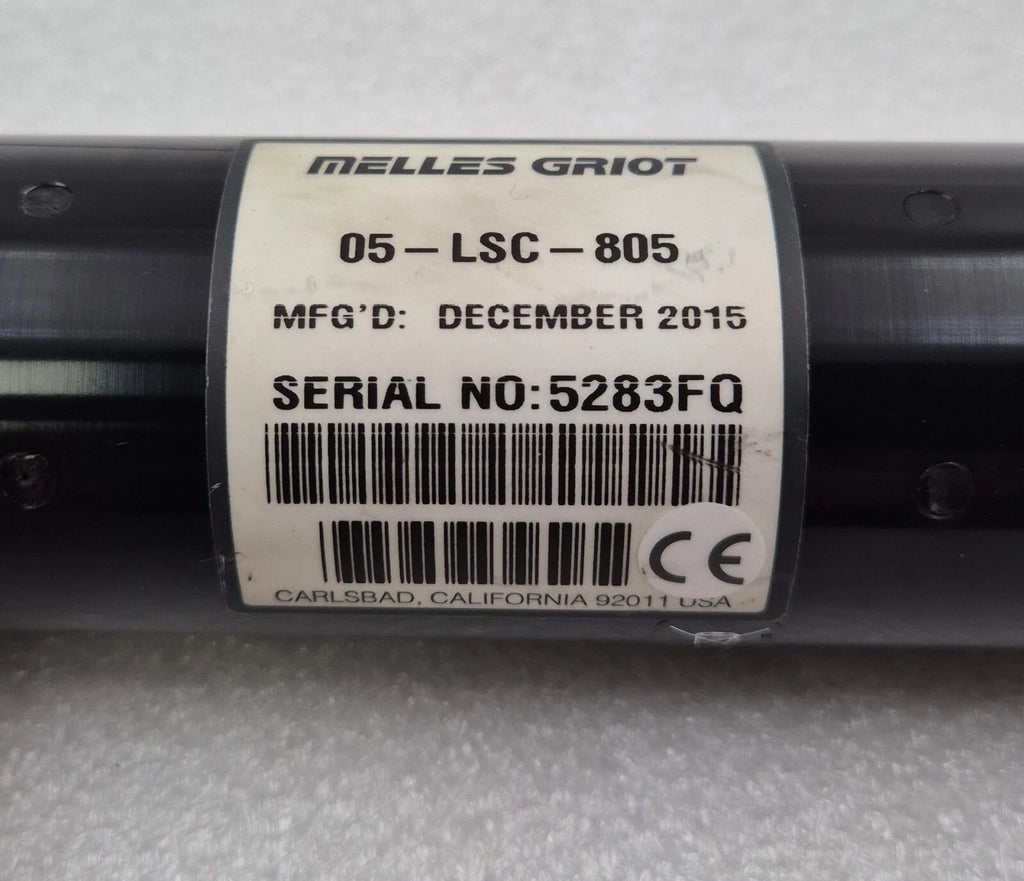 MELLES GRIOT
05-LSC-805
MFG'D: DECEMBER 2015
SERIAL NO:5283FQ
CE
CARLSBAD, CALIFORNIA 92011 USA